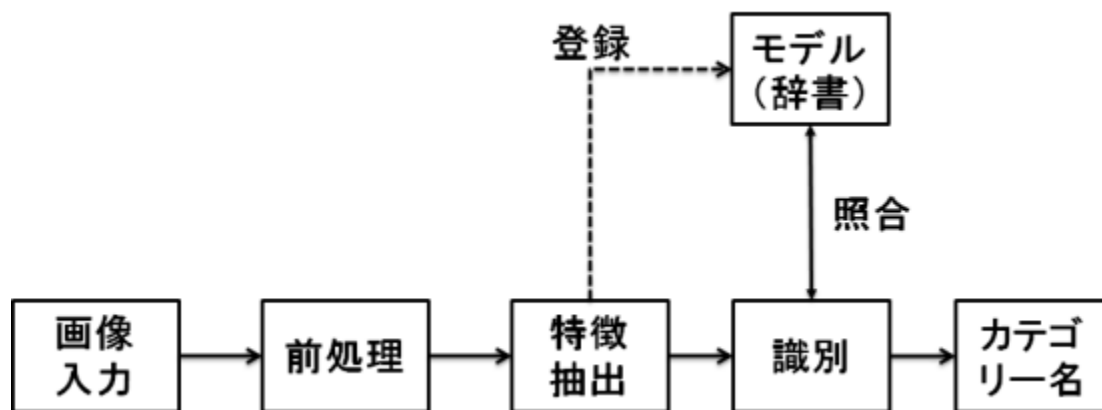 登録
モデル
（辞書）
照合
画像
入力
前処理
特徴
抽出
識別
カテゴ
リー名